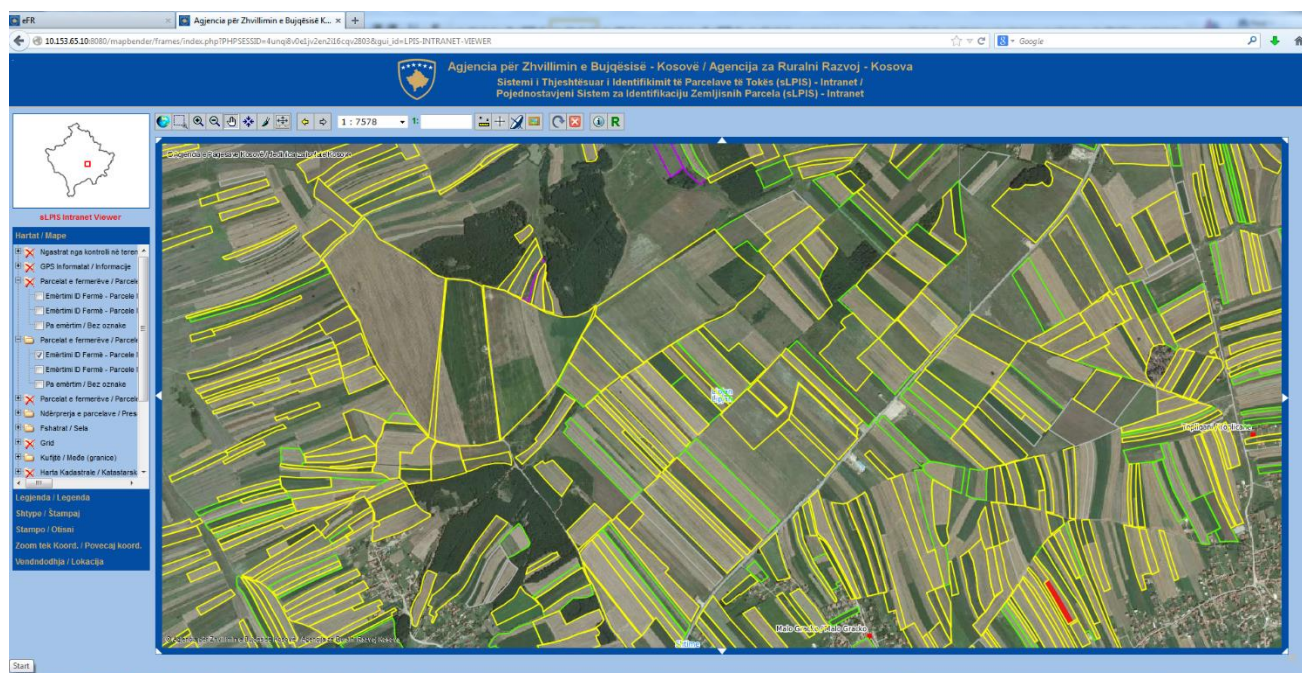 eFR
Agjencia për Zhvillimin e Bujqësisë K...
10.153.65.10:8080/mapbender/frames/index.php?PHPSESSID=4unqi8v0e1jv2en2i16cqv2803&gui_id=LPIS-INTRANET-VIEWER
Google
Agjencia për Zhvillimin e Bujqësisë - Kosovë / Agencija za Ruralni Razvoj - Kosova
Sistemi i Thjeshtësuar i Identifikimit të Parcelave të Tokës (sLPIS) - Intranet /
Pojednostavjeni Sistem za Identifikaciju Zemljisnih Parcela (sLPIS) - Intranet
1 : 7578
1:
R
sLPIS Intranet Viewer
Hartat / Mape
Ngastrat nga kontrolli në teren
GPS Informatat / Informacije
Parcelat e fermerëve / Parcele
Emërtimi ID Fermë - Parcele
Emërtimi ID Fermë - Parcele
Pa emërtim / Bez oznake
Parcelat e fermerëve / Parcele
Emërtimi ID Fermë - Parcele
Emërtimi ID Fermë - Parcele
Pa emërtim / Bez oznake
Parcelat e fermerëve / Parcele
Ndërprerja e parcelave / Pres
Fshatrat / Sela
Grid
Kufijtë / Međe (granice)
Harta Kadastrale / Katastarsk
Legjenda / Legenda
Shtype / Štampaj
Stampo / Otisni
Zoom tek Koord. / Povecaj koord.
Vendndodhja / Lokacija
Malo Gracko / Malo Gracko
Shtime
Start